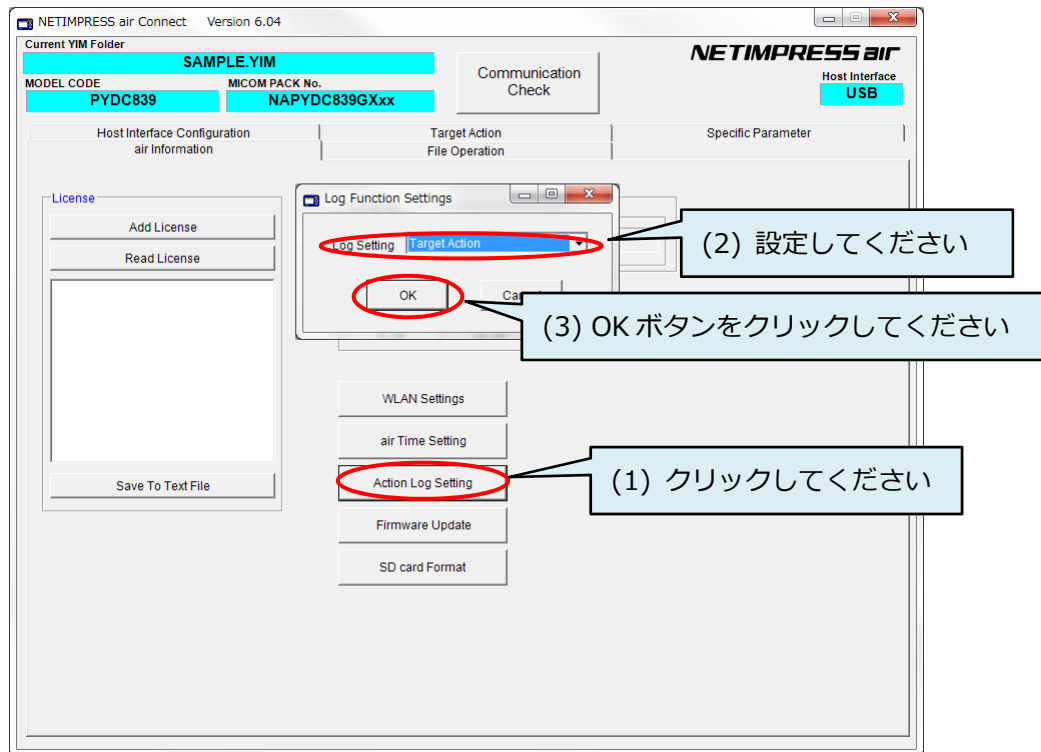 NETIMPRESS air Connect Version 6.04
Current YIM Folder
SAMPLE.YIM
MODEL CODE
MICOM PACK No.
PYDC839
NAPYDC839GXxx
Communication
Check
NETIMPRESS air
Host Interface
USB
Host Interface Configuration
Target Action
Specific Parameter
air Information
File Operation
License
Add License
Read License
Save To Text File
Log Function Settings
Log Setting
Target Action
OK
(2) 設定してください
(3) OK ボタンをクリックしてください
WLAN Settings
air Time Setting
Action Log Setting
(1) クリックしてください
Firmware Update
SD card Format